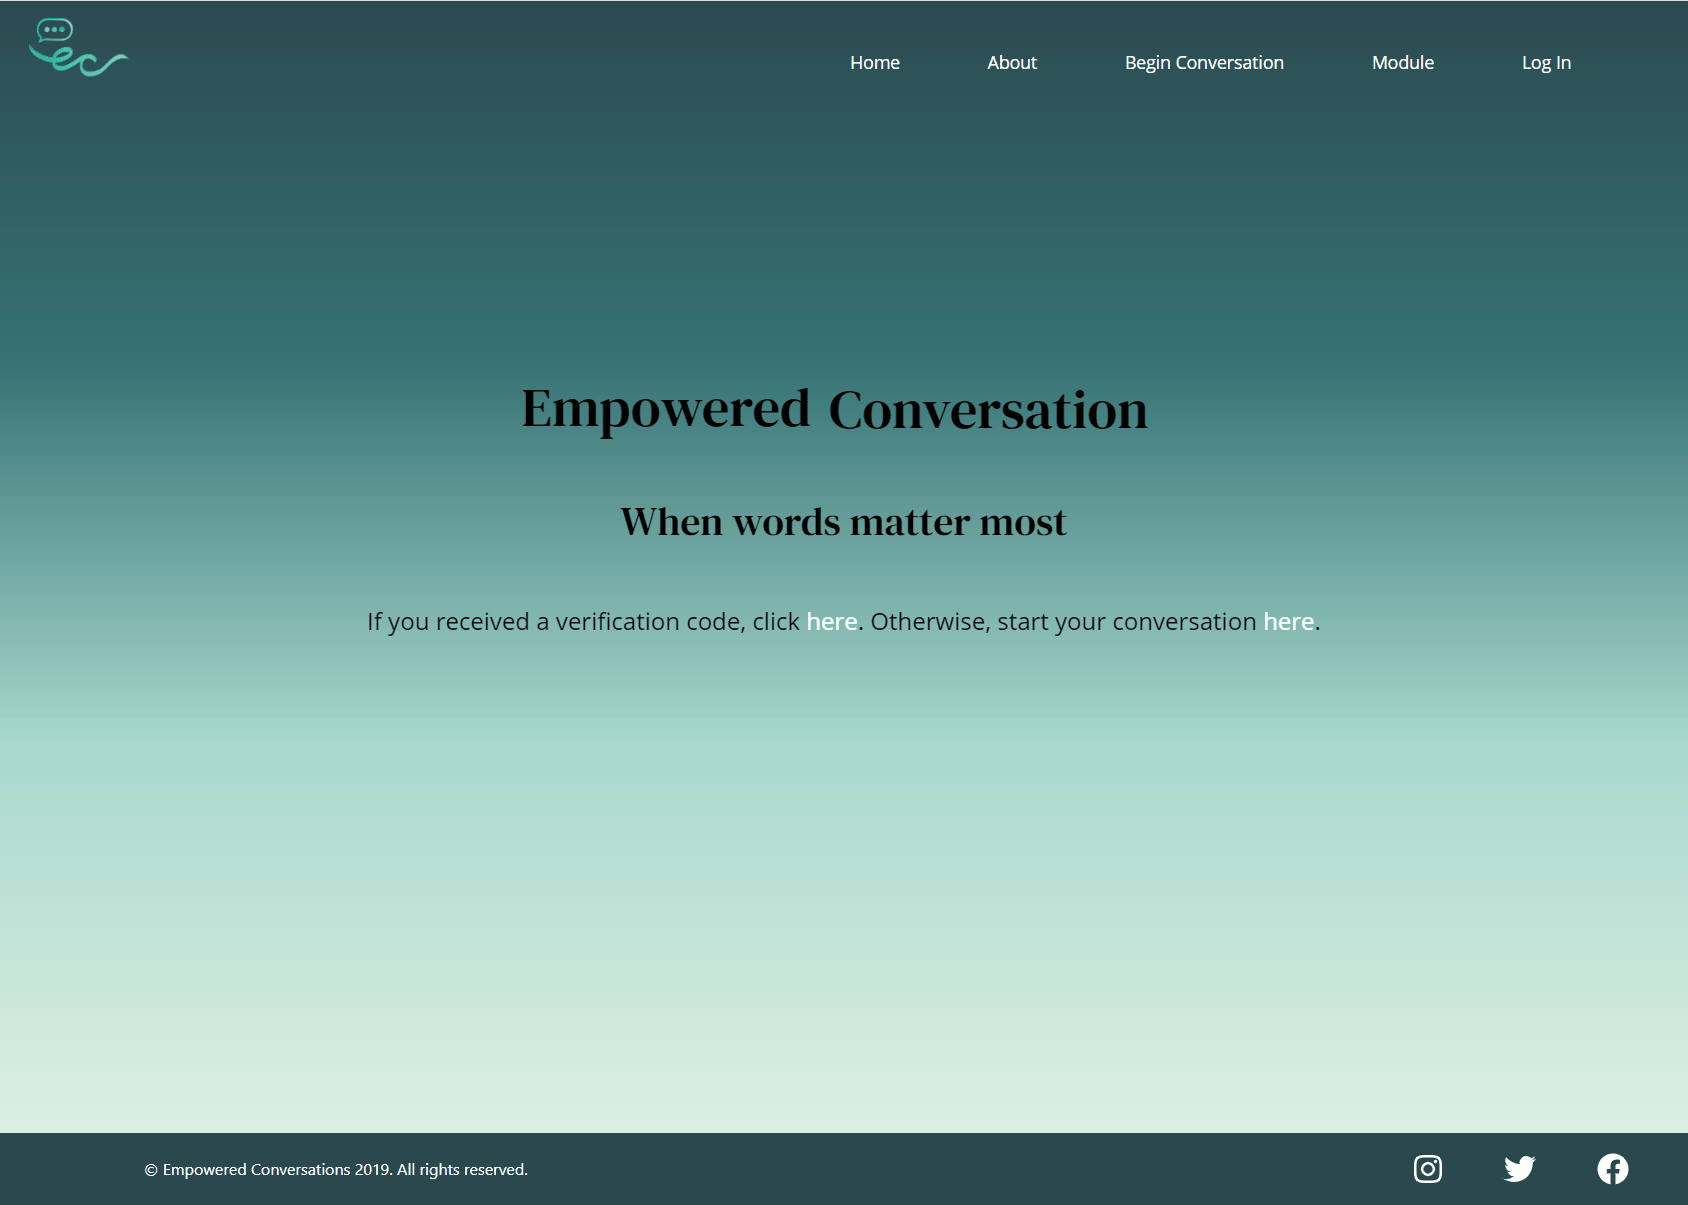 ec
Home About Begin Conversation Module Log In
Empowered Conversation
When words matter most
If you received a verification code, click here. Otherwise, start your conversation here.
© Empowered Conversations 2019. All rights reserved.